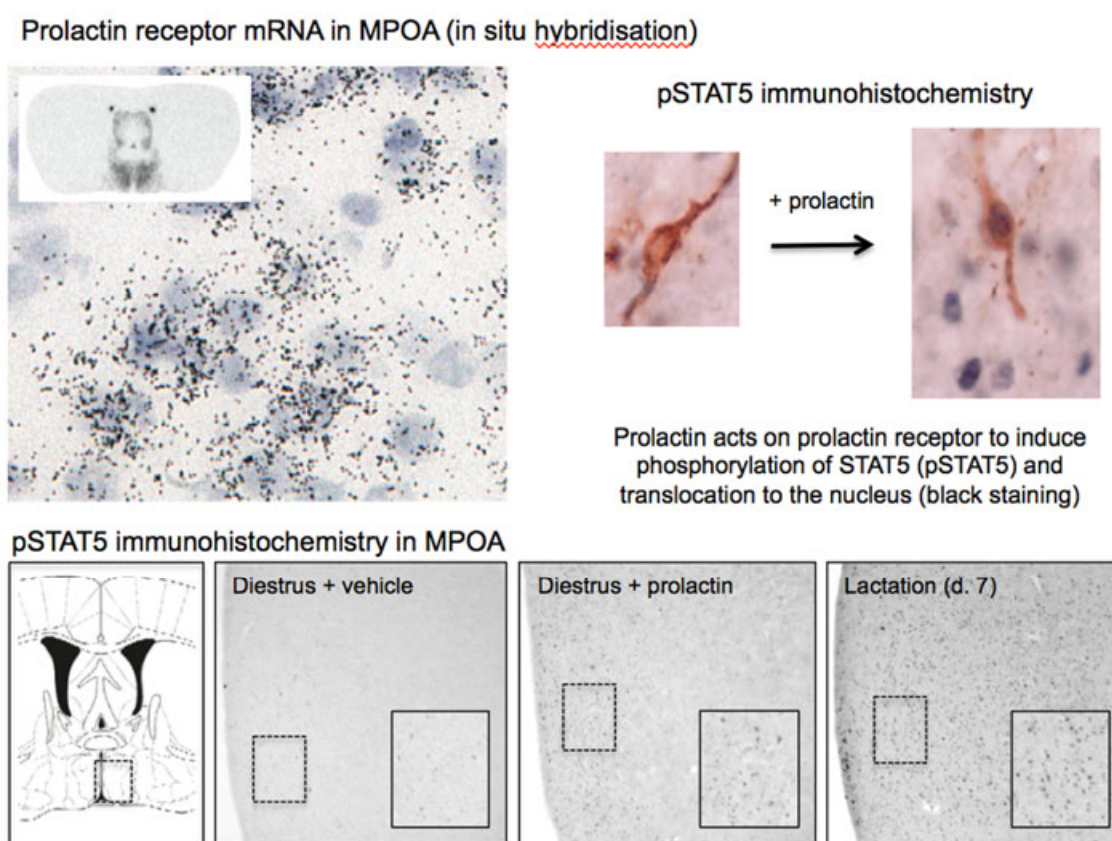 Prolactin receptor mRNA in MPOA (in situ hybridisation)
pSTAT5 immunohistochemistry
+ prolactin
Prolactin acts on prolactin receptor to induce
phosphorylation of STAT5 (pSTAT5) and
translocation to the nucleus (black staining)
pSTAT5 immunohistochemistry in MPOA
Diestrus + vehicle
Diestrus + prolactin
Lactation (d. 7)